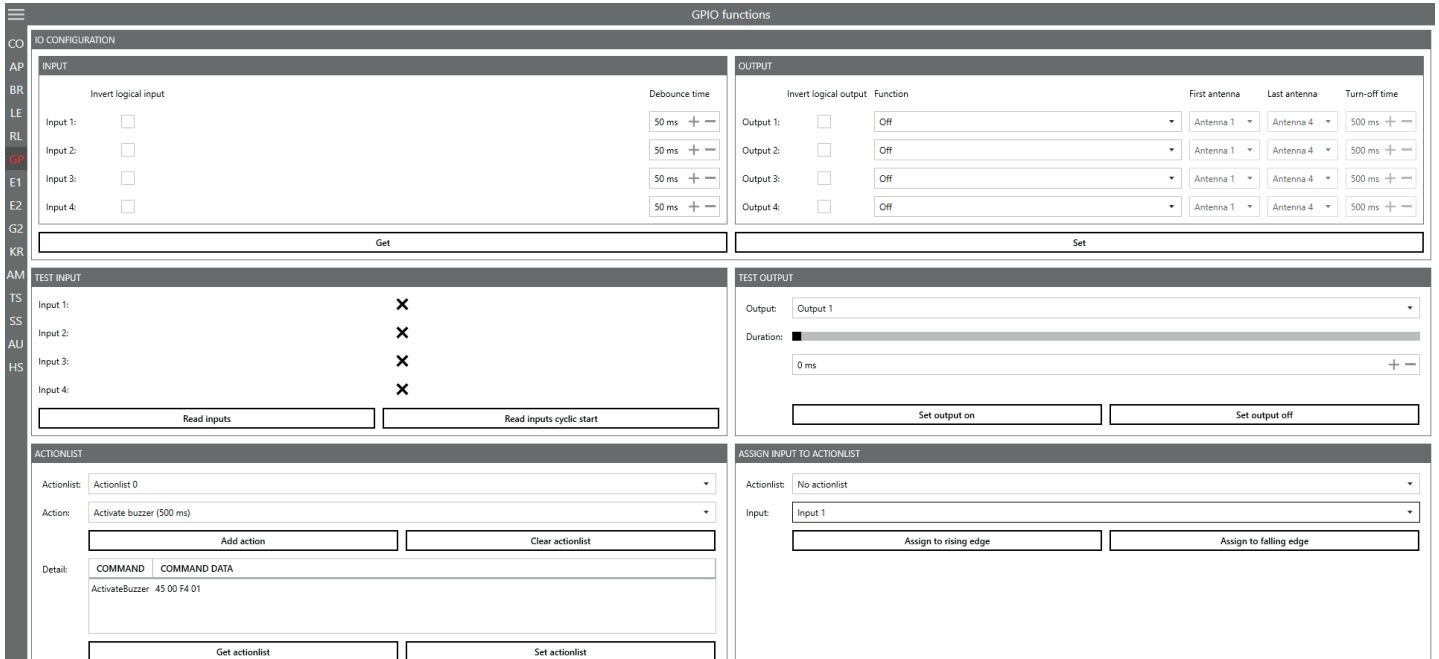 GPIO functions
CO
AP
BR
LE
RL
GP
E1
E2
G2
KR
AM
TS
SS
AU
HS
IO CONFIGURATION
INPUT
Invert logical input Debounce time
Input 1: 50 ms
Input 2: 50 ms
Input 3: 50 ms
Input 4: 50 ms
OUTPUT
Invert logical output Function First antenna Last antenna Turn-off time
Output 1: Off Antenna 1 Antenna 4 500 ms
Output 2: Off Antenna 1 Antenna 4 500 ms
Output 3: Off Antenna 1 Antenna 4 500 ms
Output 4: Off Antenna 1 Antenna 4 500 ms
Get
Set
TEST INPUT
Input 1:
Input 2:
Input 3:
Input 4:
Read inputs Read inputs cyclic start
TEST OUTPUT
Output: Output 1
Duration:
0 ms
Set output on Set output off
ACTIONLIST
Actionlist: Actionlist 0
Action: Activate buzzer (500 ms)
Add action Clear actionlist
Detail: COMMAND COMMAND DATA
ActivateBuzzer 45 00 F4 01
Get actionlist Set actionlist
ASSIGN INPUT TO ACTIONLIST
Actionlist: No actionlist
Input: Input 1
Assign to rising edge Assign to falling edge